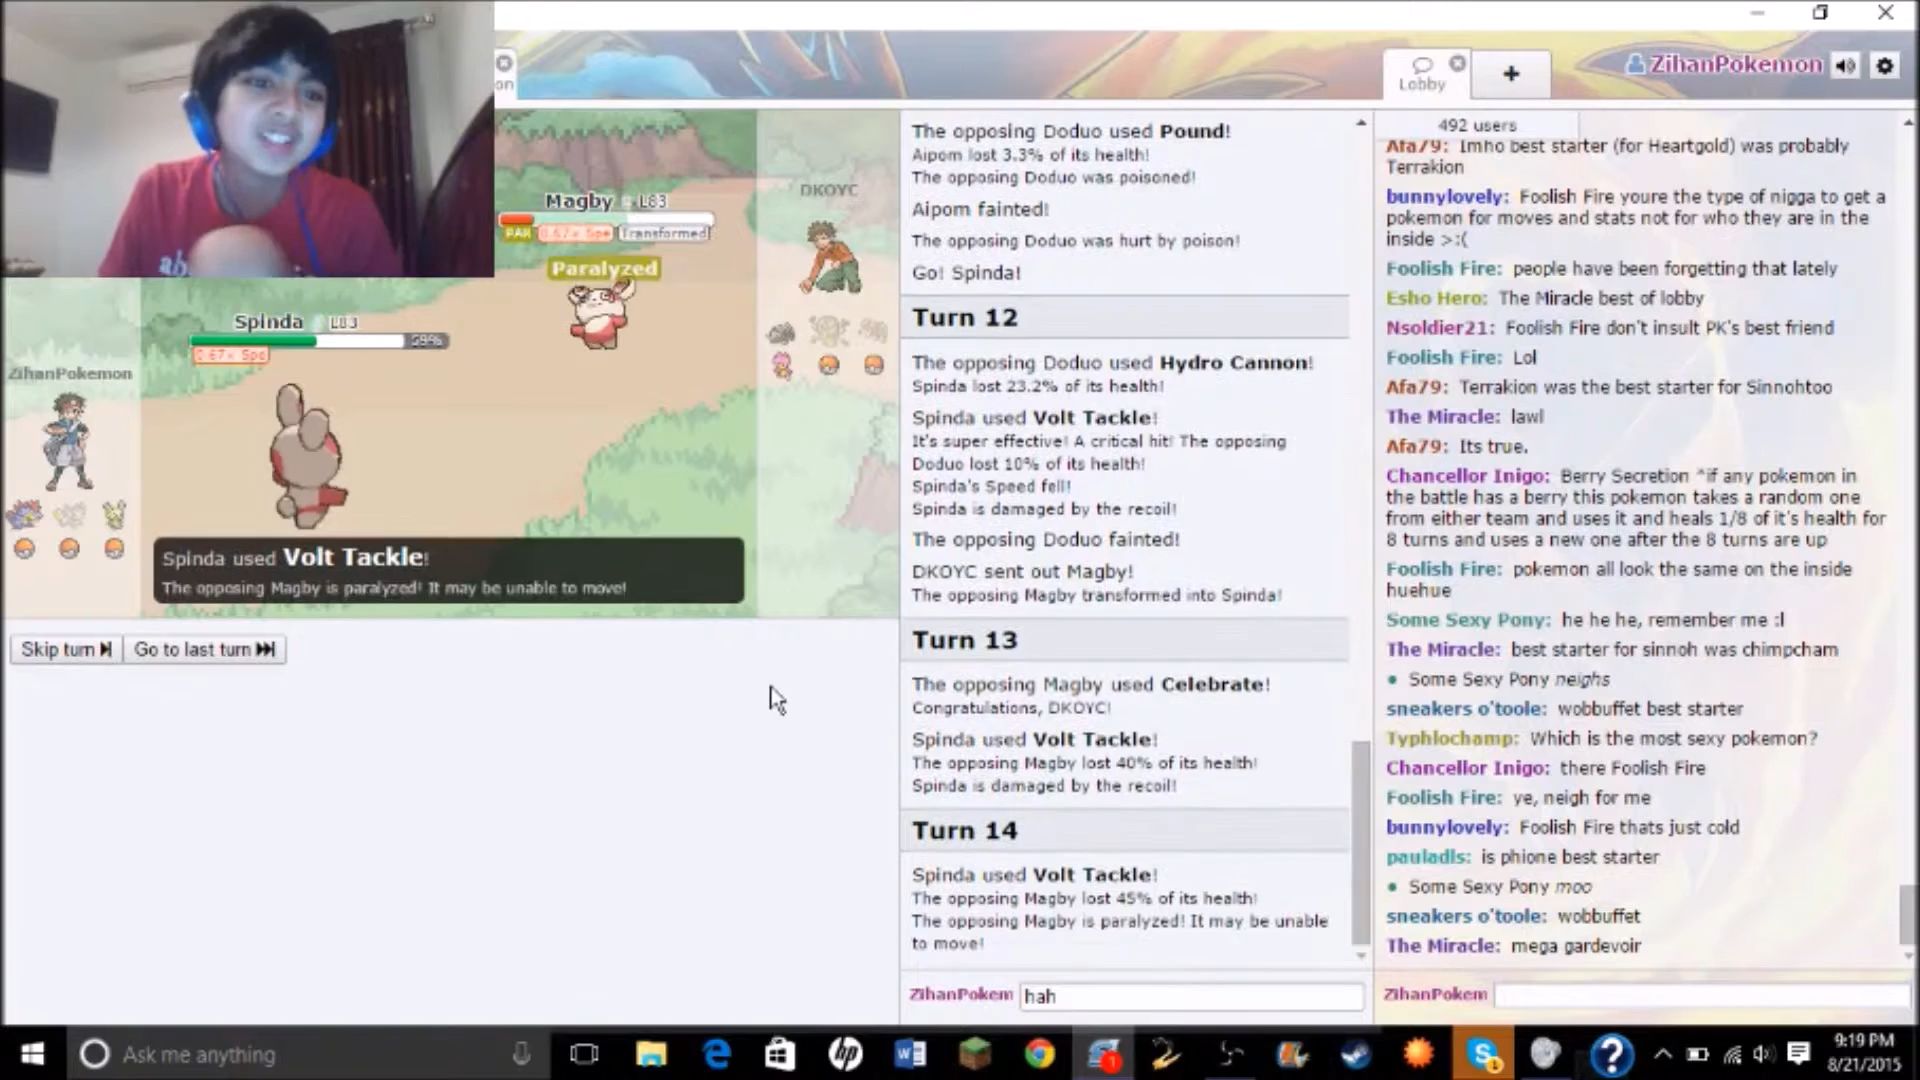 on
Lobby
+
ZihanPokemon
492 users
Magby L83
PAR 0.67× Spe Transformed
Paralyzed
DKOYC
Spinda L83
59%
0.67× Spe
ZihanPokemon
Spinda used Volt Tackle!
The opposing Magby is paralyzed! It may be unable to move!
Skip turn
Go to last turn
The opposing Doduo used Pound!
Aipom lost 3.3% of its health!
The opposing Doduo was poisoned!
Aipom fainted!
The opposing Doduo was hurt by poison!
Go! Spinda!
Turn 12
The opposing Doduo used Hydro Cannon!
Spinda lost 23.2% of its health!
Spinda used Volt Tackle!
It's super effective! A critical hit! The opposing
Doduo lost 10% of its health!
Spinda's Speed fell!
Spinda is damaged by the recoil!
The opposing Doduo fainted!
DKOYC sent out Magby!
The opposing Magby transformed into Spinda!
Turn 13
The opposing Magby used Celebrate!
Congratulations, DKOYC!
Spinda used Volt Tackle!
The opposing Magby lost 40% of its health!
Spinda is damaged by the recoil!
Turn 14
Spinda used Volt Tackle!
The opposing Magby lost 45% of its health!
The opposing Magby is paralyzed! It may be unable
to move!
ZihanPokem hah
Afa79: Imho best starter (for Heartgold) was probably
Terrakion
bunnylovely: Foolish Fire youre the type of nigga to get a
pokemon for moves and stats not for who they are in the
inside >:(
Foolish Fire: people have been forgetting that lately
Esho Hero: The Miracle best of lobby
Nsoldier21: Foolish Fire don't insult PK's best friend
Foolish Fire: Lol
Afa79: Terrakion was the best starter for Sinnohtoo
The Miracle: lawl
Afa79: Its true.
Chancellor Inigo: Berry Secretion ^if any pokemon in
the battle has a berry this pokemon takes a random one
from either team and uses it and heals 1/8 of it's health for
8 turns and uses a new one after the 8 turns are up
Foolish Fire: pokemon all look the same on the inside
huehue
Some Sexy Pony: he he he, remember me :l
The Miracle: best starter for sinnoh was chimpcham
• Some Sexy Pony neighs
sneakers o'toole: wobbuffet best starter
Typhlochamp: Which is the most sexy pokemon?
Chancellor Inigo: there Foolish Fire
Foolish Fire: ye, neigh for me
bunnylovely: Foolish Fire thats just cold
pauladls: is phione best starter
• Some Sexy Pony moo
sneakers o'toole: wobbuffet
The Miracle: mega gardevoir
ZihanPokem
Ask me anything
9:19 PM
8/21/2015